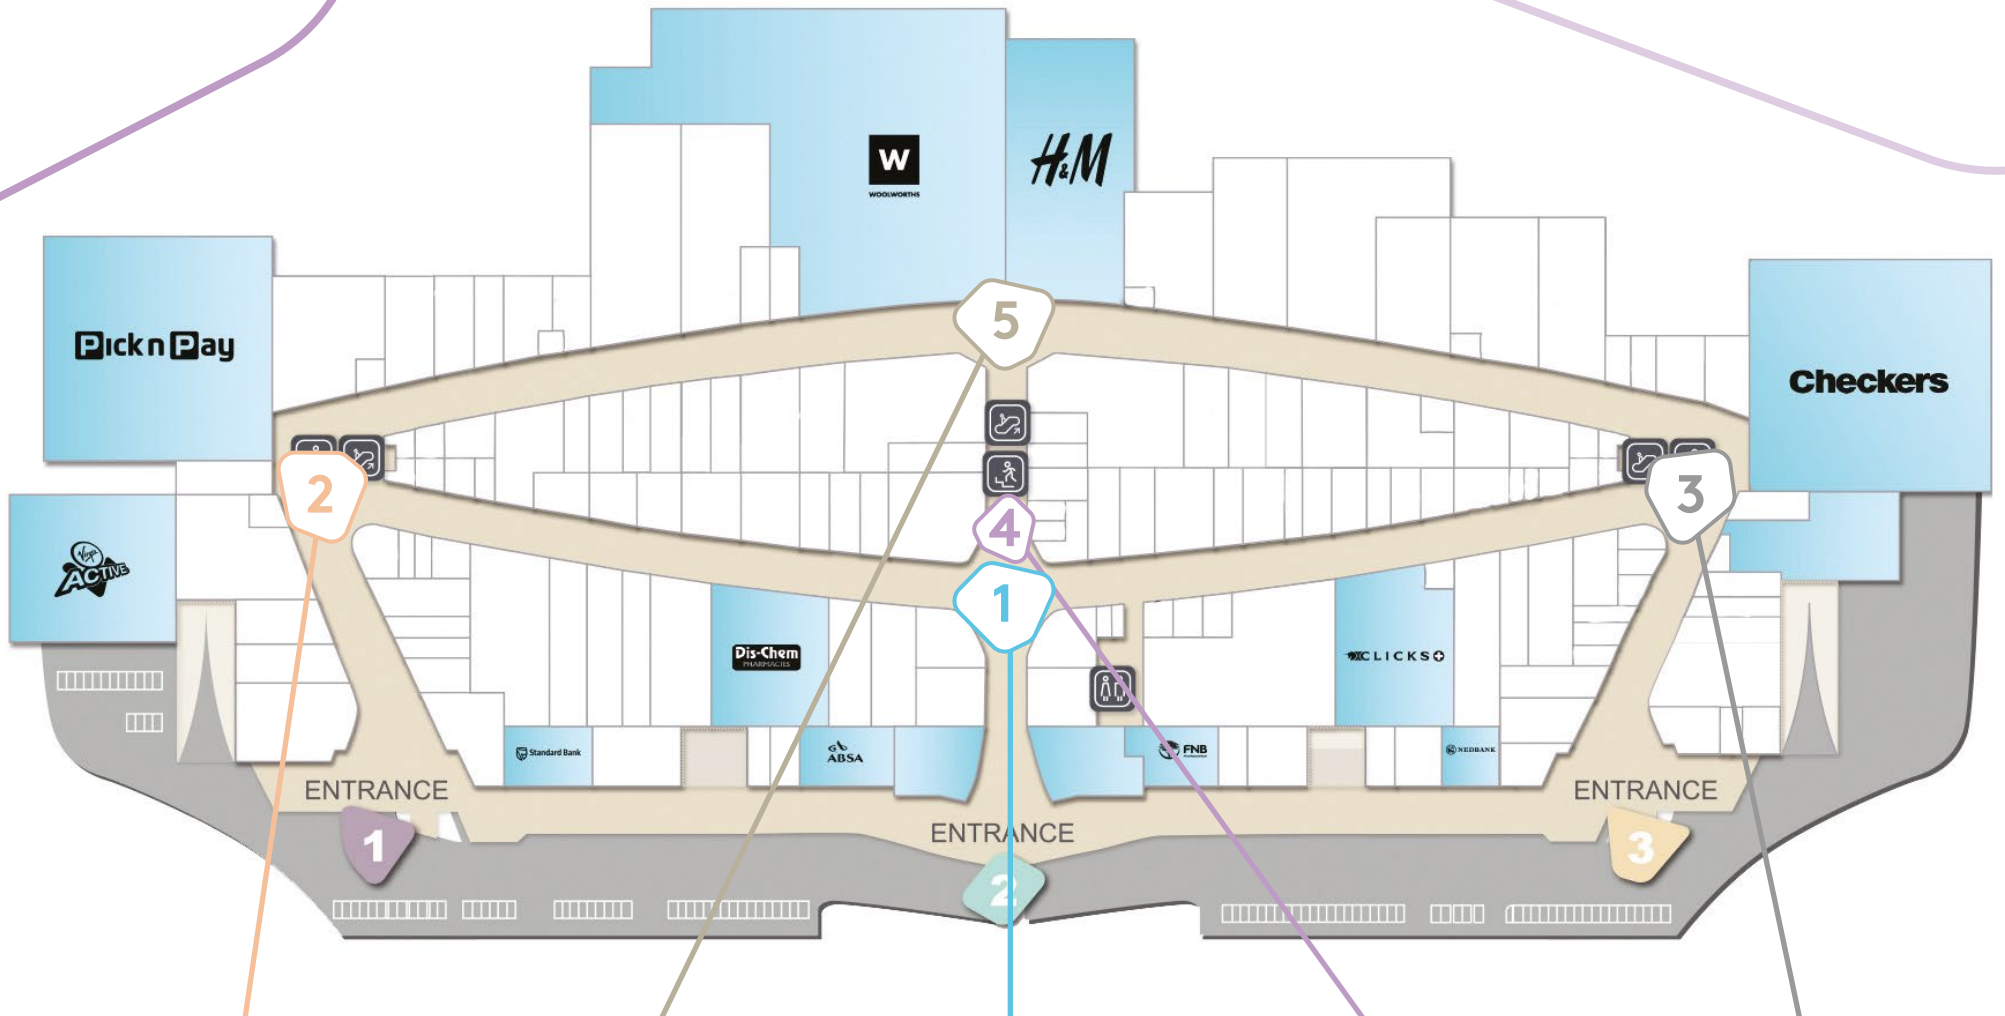 W
WOOLWORTHS
H&M
5
Pick n Pay
Checkers
2
3
4
1
Virgin
ACTIVE
Dis-Chem
PHARMACIES
CLICKS
Standard Bank
ABSA
FNB
NEDBANK
ENTRANCE
ENTRANCE
ENTRANCE
1
3
2